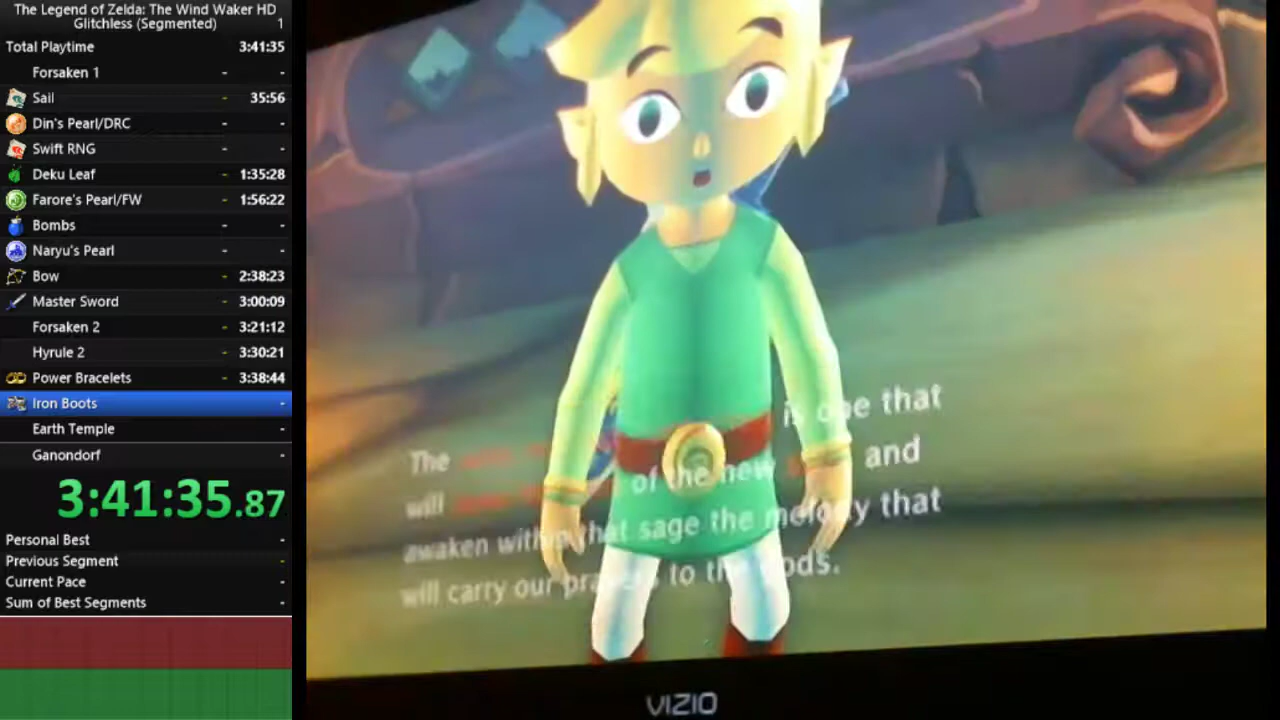 The Legend of Zelda: The Wind Waker HD
Glitchless (Segmented) 1
Total Playtime 3:41:35
Forsaken 1 - -
Sail - 35:56
Din's Pearl/DRC - -
Swift RNG - -
Deku Leaf - 1:35:28
Farore's Pearl/FW - 1:56:22
Bombs - -
Naryu's Pearl - -
Bow - 2:38:23
Master Sword - 3:00:09
Forsaken 2 - 3:21:12
Hyrule 2 - 3:30:21
Power Bracelets - 3:38:44
Iron Boots -
Earth Temple -
Ganondorf -
3:41:35.87
Personal Best -
Previous Segment -
Current Pace -
Sum of Best Segments -
The is one that
will of the new and
awaken within that sage the melody that
will carry our prayers to the gods.
VIZIO